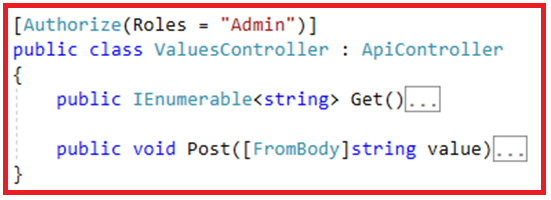 [Authorize(Roles = "Admin")]
public class ValuesController : ApiController
{
public IEnumerable<string> Get()...
public void Post([FromBody]string value)...
}